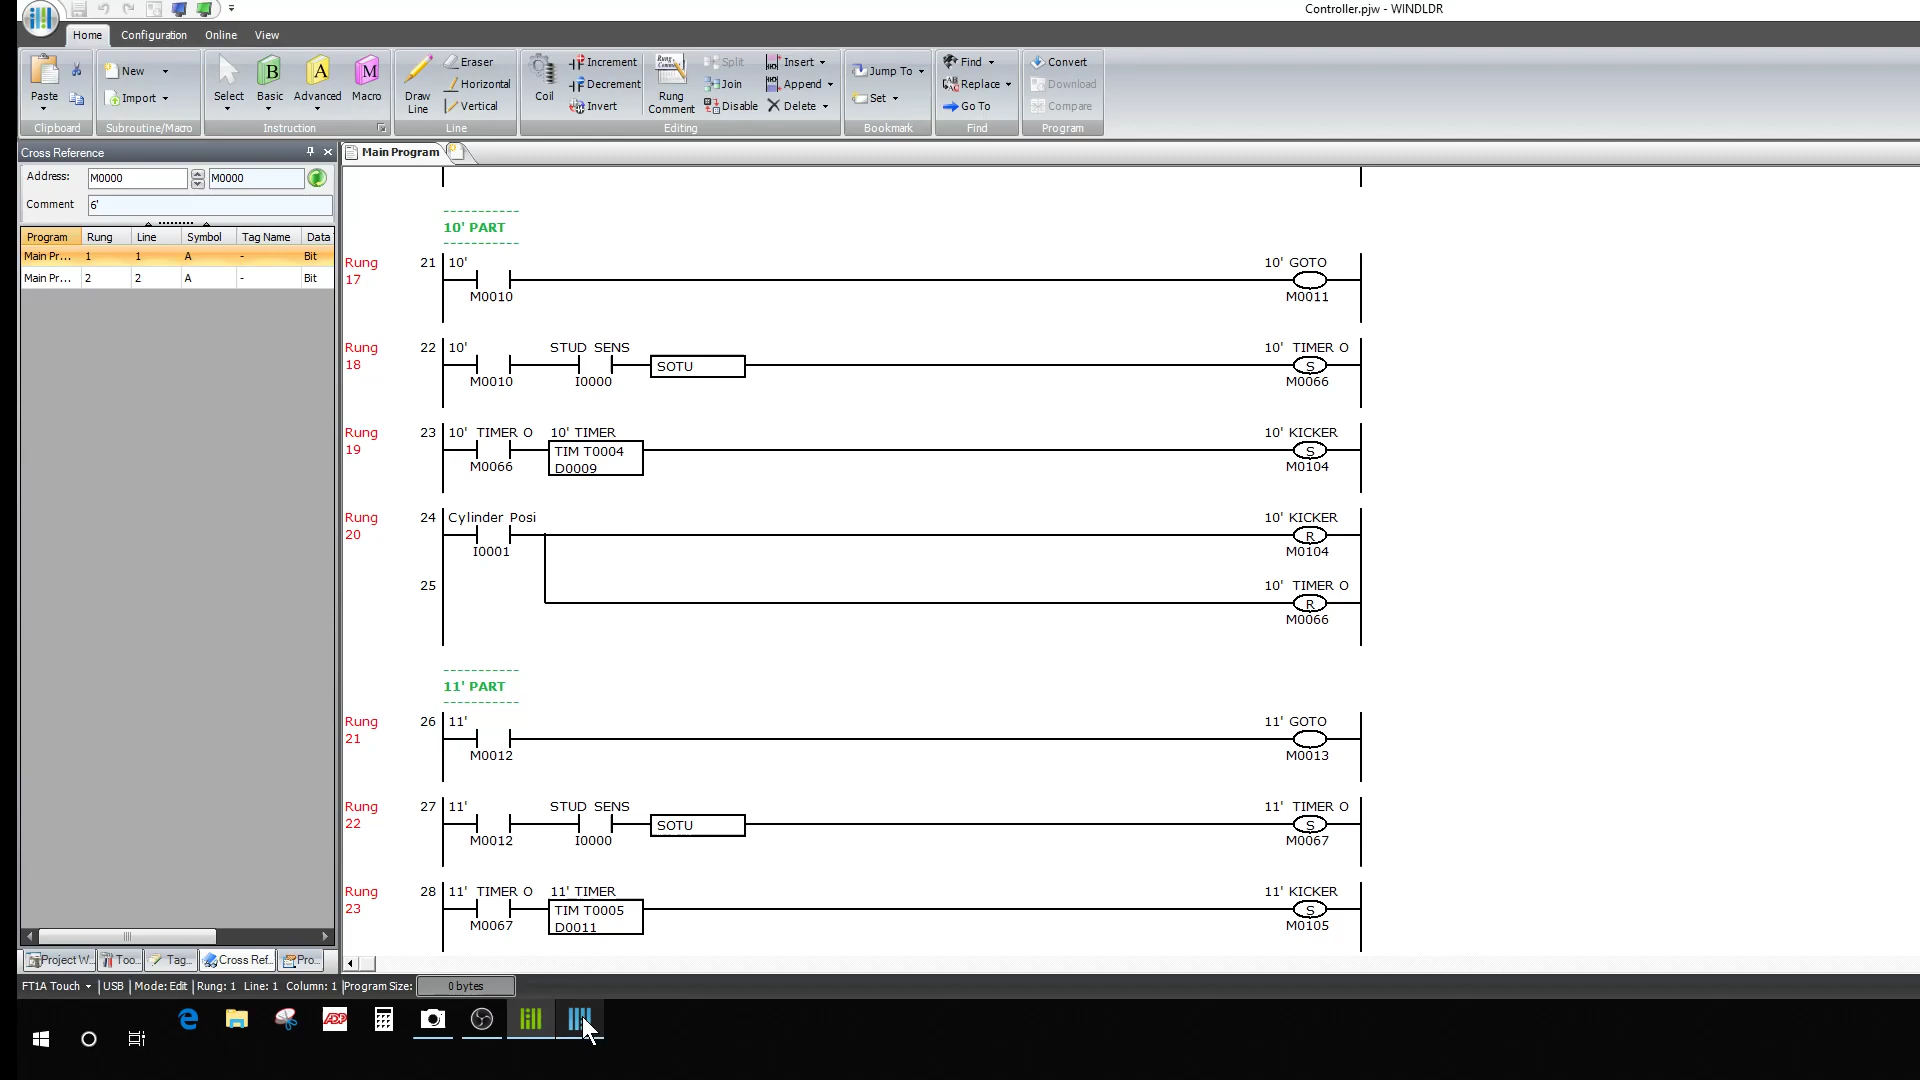 Controller.pjw - WINDLDR
Home Configuration Online View
Paste
Clipboard
New
Import
Subroutine/Macro
Select
Basic
Advanced
Macro
Instruction
Draw Line
Eraser
Horizontal
Vertical
Line
Coil
Increment
Decrement
Invert
Rung Comment
Split
Join
Disable
Insert
Append
Delete
Editing
Jump To
Set
Bookmark
Find
Replace
Go To
Find
Convert
Download
Compare
Program
Cross Reference
Address: M0000 M0000
Comment 6'
Program Rung Line Symbol Tag Name Data
Main Pr... 1 1 A - Bit
Main Pr... 2 2 A - Bit
Main Program
-----------
10' PART
-----------
Rung 17
21 10' 10' GOTO
M0010 M0011
Rung 18
22 10' STUD SENS 10' TIMER O
SOTU S
M0010 I0000 M0066
Rung 19
23 10' TIMER O 10' TIMER 10' KICKER
TIM T0004 S
M0066 D0009 M0104
Rung 20
24 Cylinder Posi 10' KICKER
R
I0001 M0104
25 10' TIMER O
R
M0066
-----------
11' PART
-----------
Rung 21
26 11' 11' GOTO
M0012 M0013
Rung 22
27 11' STUD SENS 11' TIMER O
SOTU S
M0012 I0000 M0067
Rung 23
28 11' TIMER O 11' TIMER 11' KICKER
TIM T0005 S
M0067 D0011 M0105
Project W... Too... Tag... Cross Ref... Pro...
FT1A Touch USB Mode: Edit Rung: 1 Line: 1 Column: 1 Program Size: 0 bytes
ADP